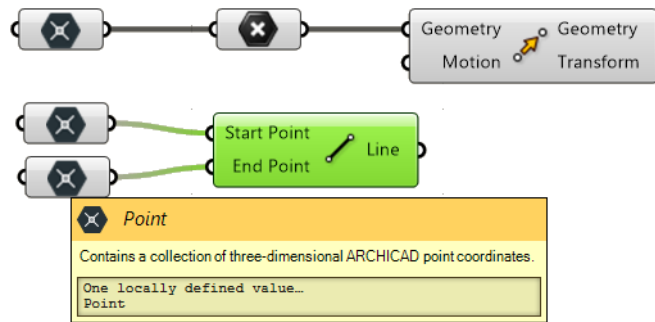 Geometry Geometry
Motion Transform
Start Point
Line
End Point
Point
Contains a collection of three-dimensional ARCHICAD point coordinates.
One locally defined value…
Point